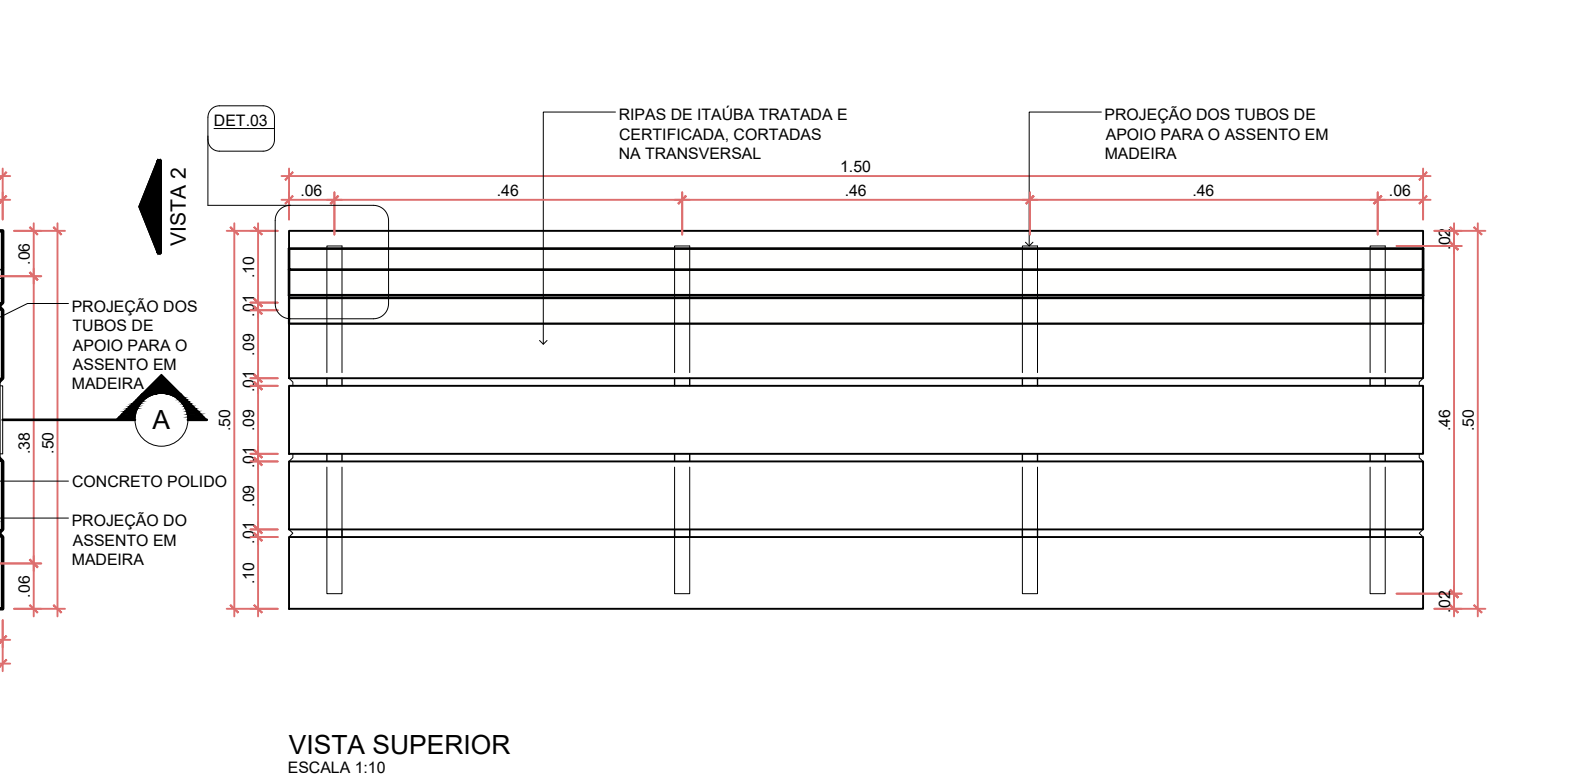 DET.03
RIPAS DE ITAÚBA TRATADA E
CERTIFICADA, CORTADAS
NA TRANSVERSAL
PROJEÇÃO DOS TUBOS DE
APOIO PARA O ASSENTO EM
MADEIRA
1.50
.06
.46
.46
.46
.06
VISTA 2
.06
.38
.50
.06
PROJEÇÃO DOS
TUBOS DE
APOIO PARA O
ASSENTO EM
MADEIRA
A
CONCRETO POLIDO
PROJEÇÃO DO
ASSENTO EM
MADEIRA
.50
.10
.01
.09
.01
.09
.01
.09
.01
.10
.02
.46
.50
.02
VISTA SUPERIOR
ESCALA 1:10